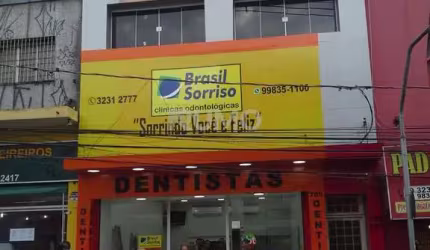 Brasil
Sorriso
clínicas odontológicas
3231 2777
99835-1100
"Sorrindo Você é Feliz
DENTISTAS
EIREIROS
2417
PAD